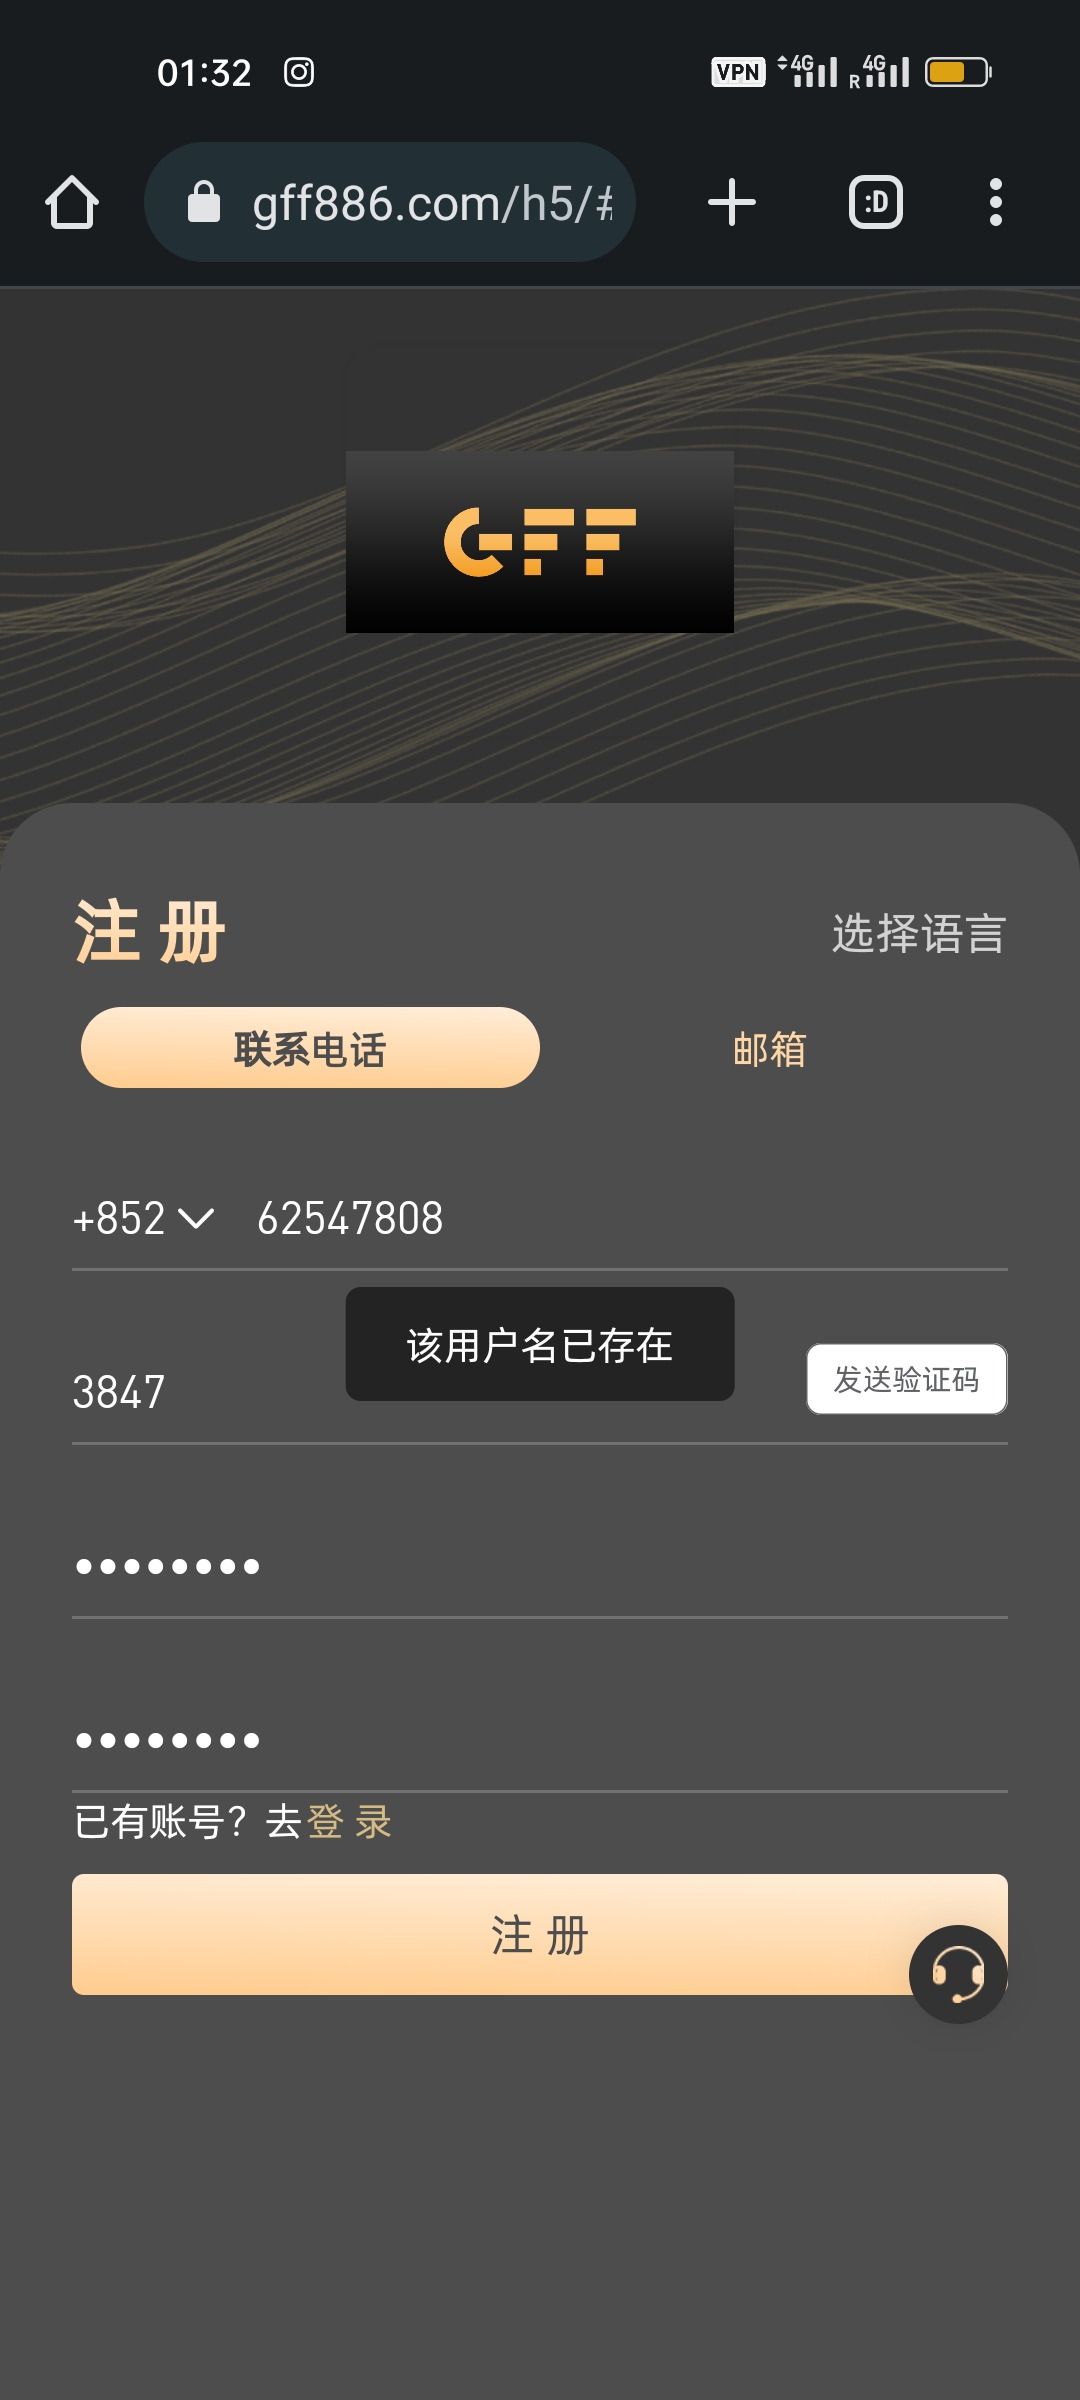 01:32
VPN 4G R 4G
gff886.com/h5/#
:D
GFF
注 册
选择语言
联系电话
邮箱
+852 62547808
该用户名已存在
3847
发送验证码
已有账号？去登 录
注 册